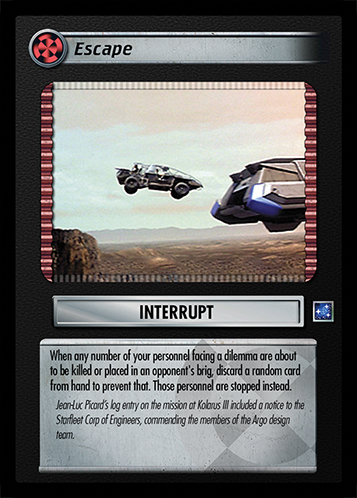 Escape
INTERRUPT
When any number of your personnel facing a dilemma are about
to be killed or placed in an opponent's brig, discard a random card
from hand to prevent that. Those personnel are stopped instead.
Jean-Luc Picard's log entry on the mission at Kolarus III included a notice to the
Starfleet Corp of Engineers, commending the members of the Argo design
team.